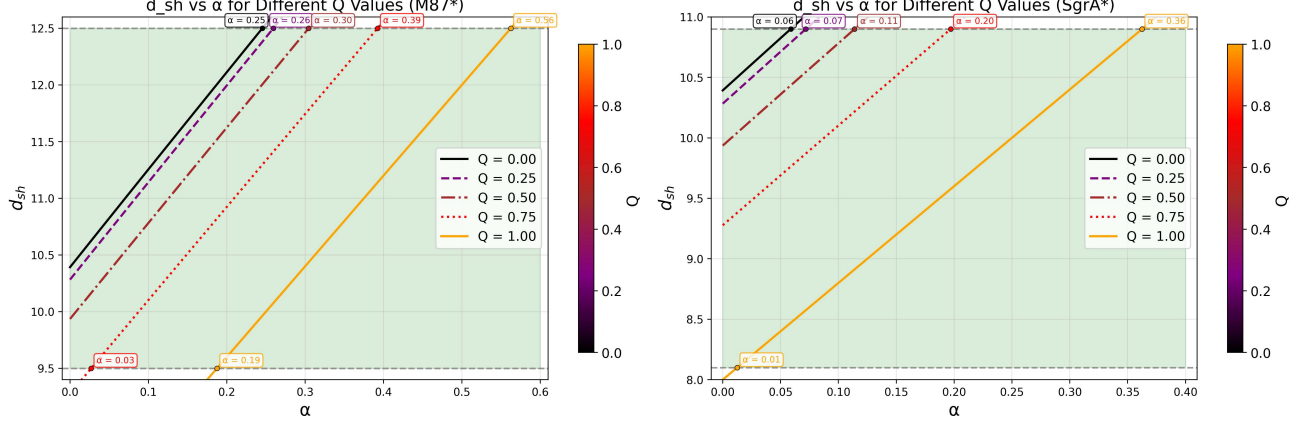 d_sh vs α for Different Q Values (M87*)
α = 0.25
α = 0.26
α = 0.30
α = 0.39
α = 0.56
12.5
12.0
11.5
11.0
10.5
10.0
9.5
d_sh
α = 0.03
α = 0.19
Q = 0.00
Q = 0.25
Q = 0.50
Q = 0.75
Q = 1.00
0.0
0.1
0.2
0.3
0.4
0.5
0.6
α
1.0
0.8
0.6
0.4
0.2
0.0
Q
d_sh vs α for Different Q Values (SgrA*)
α = 0.06
α = 0.07
α = 0.11
α = 0.20
α = 0.36
11.0
10.5
10.0
9.5
9.0
8.5
8.0
d_sh
α = 0.01
Q = 0.00
Q = 0.25
Q = 0.50
Q = 0.75
Q = 1.00
0.00
0.05
0.10
0.15
0.20
0.25
0.30
0.35
0.40
α
1.0
0.8
0.6
0.4
0.2
0.0
Q